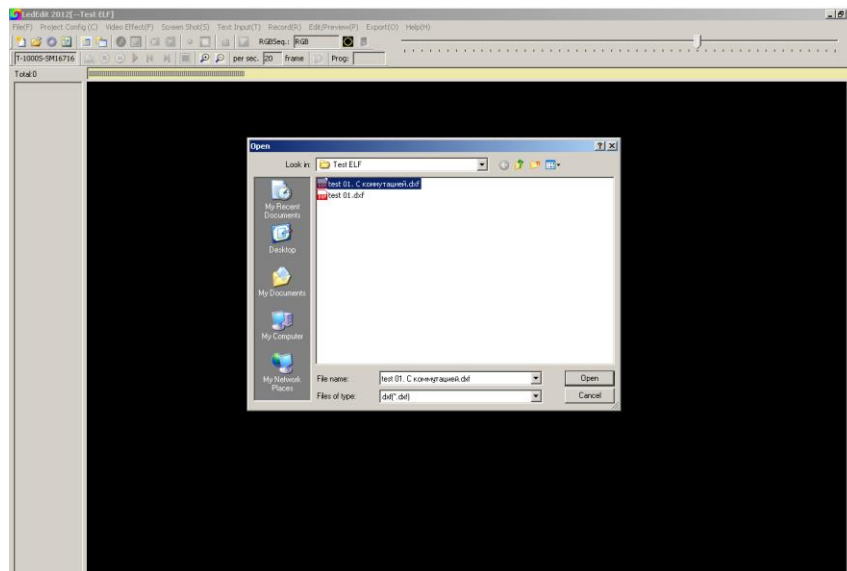 LedEdit 2012[--Test ELF]
File(F) Project Config (C) Video Effect(F) Screen Shot(S) Text Input(T) Record(R) Edit/Preview(P) Export(O) Help(H)
RGBSeq.: RGB
T-1000S-SM16716 per sec. 20 frame Prog:
Total:0
Open
Look in: Test ELF
test 01. С коммутацией.dxf
test 01.dxf
My Recent
Documents
Desktop
My Documents
My Computer
My Network
Places
File name: test 01. С коммутацией.dxf Open
Files of type: .dxf(*.dxf) Cancel